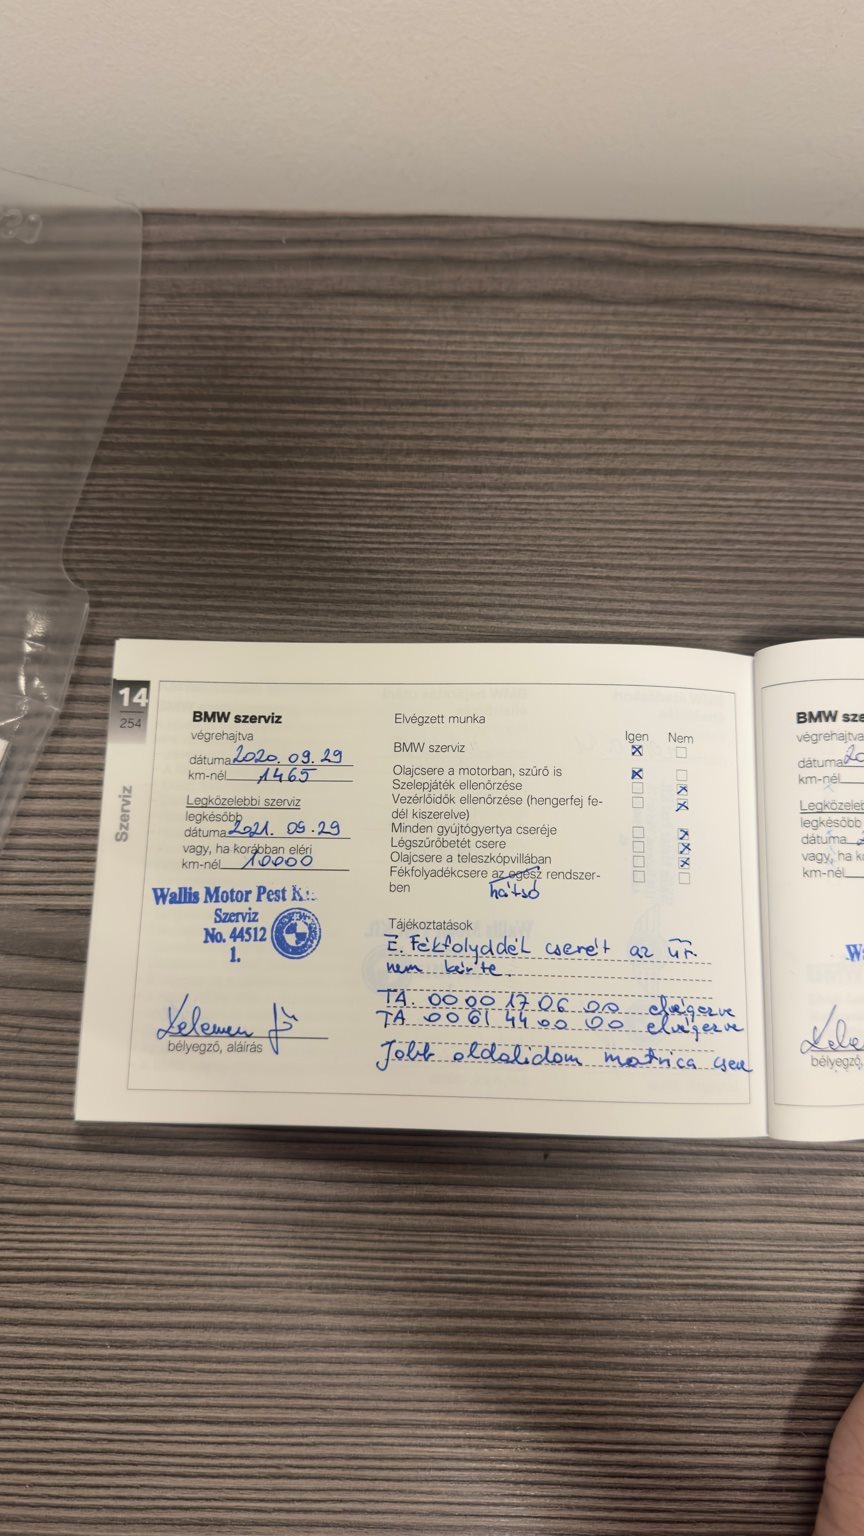 14
254
Szerviz
BMW szerviz
végrehajtva
dátuma 2020. 09. 29
km-nél 1465
Legközelebbi szerviz
legkésőbb
dátuma 2021. 09. 29
vagy, ha korábban eléri
km-nél 10000
Wallis Motor Pest
Szerviz
No. 44512
1.
Kelemen
bélyegző, aláírás
Elvégzett munka
Igen Nem
BMW szerviz
Olajcsere a motorban, szűrő is
Szelepjáték ellenőrzése
Vezérlőidők ellenőrzése (hengerfej fe-
dél kiszerelve)
Minden gyújtógyertya cseréje
Légszűrőbetét csere
Olajcsere a teleszkópvillában
Fékfolyadékcsere az egész rendszer-
ben hátsó
Tájékoztatások
E. Fékfolyadék cserét az
nem kérte.
TA. 0000 17 06 00 elvégezve
TA 00 61 44 00 00 elvégezve
Jobb oldalidom matrica csere
BMW sze
végrehajtva
dátuma 20
km-nél
Legközeleb
legkésőbb
dátuma
vagy, ha ko
km-nél
W
Kele
bélyegző,